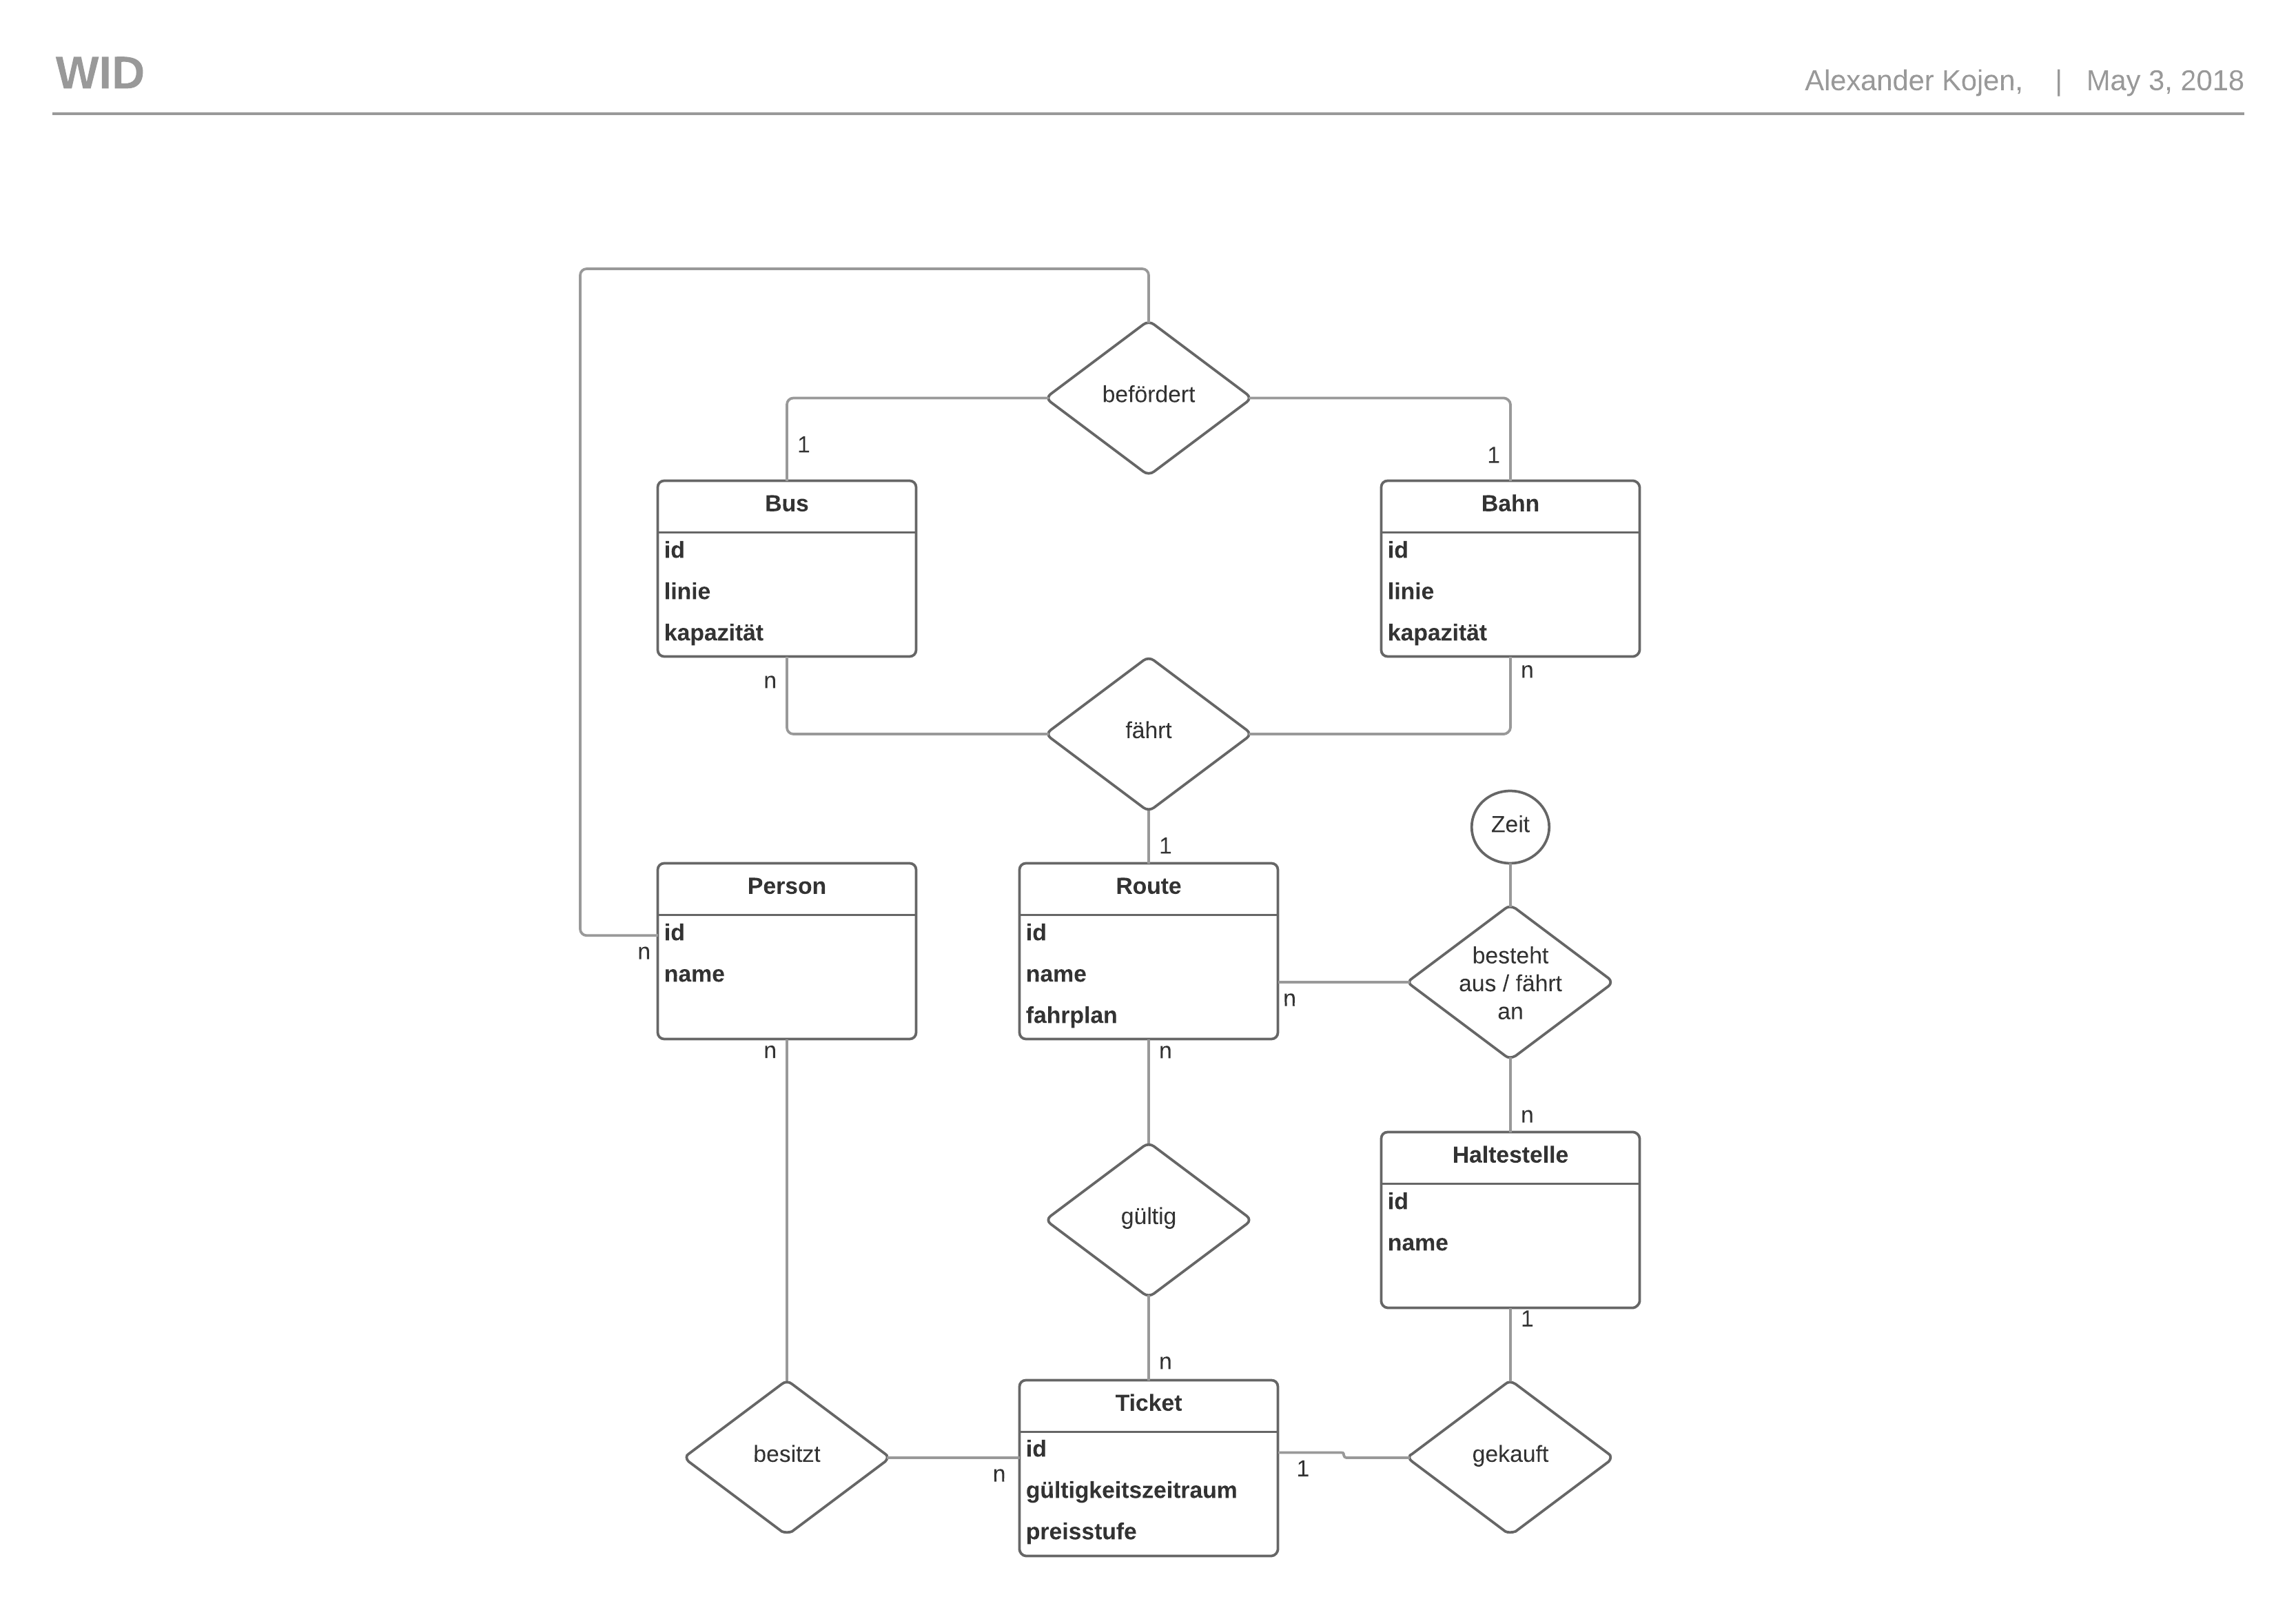 WID
Alexander Kojen, | May 3, 2018
befördert
1
1
Bus
id
linie
kapazität
Bahn
id
linie
kapazität
n
n
fährt
1
Zeit
Person
id
name
n
n
Route
id
name
fahrplan
n
n
besteht
aus / fährt
an
n
Haltestelle
id
name
1
gültig
n
besitzt
n
Ticket
id
gültigkeitszeitraum
preisstufe
1
gekauft